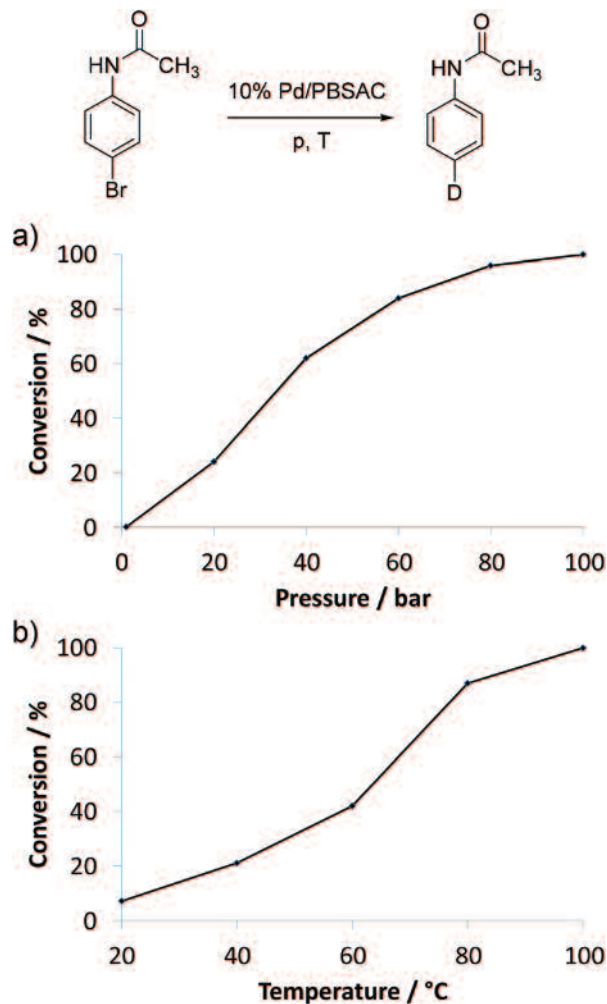 O
HN
CH3
Br
10% Pd/PBSAC
p, T
O
HN
CH3
D
a)
100
80
60
40
20
0
Conversion / %
0 20 40 60 80 100
Pressure / bar
b)
100
80
60
40
20
0
Conversion / %
20 40 60 80 100
Temperature / °C